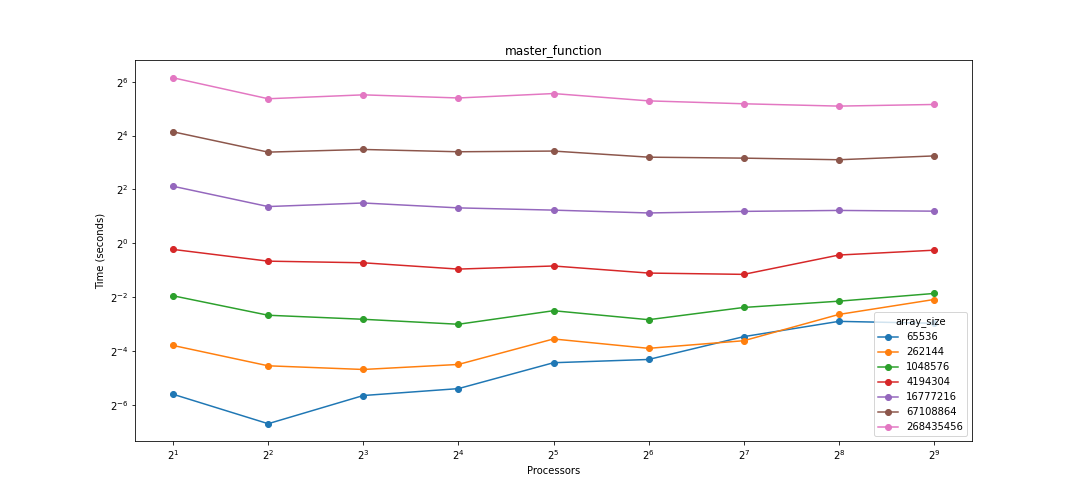 master_function
Time (seconds)
2^6
2^4
2^2
2^0
2^-2
2^-4
2^-6
array_size
65536
262144
1048576
4194304
16777216
67108864
268435456
2^1 2^2 2^3 2^4 2^5 2^6 2^7 2^8 2^9
Processors